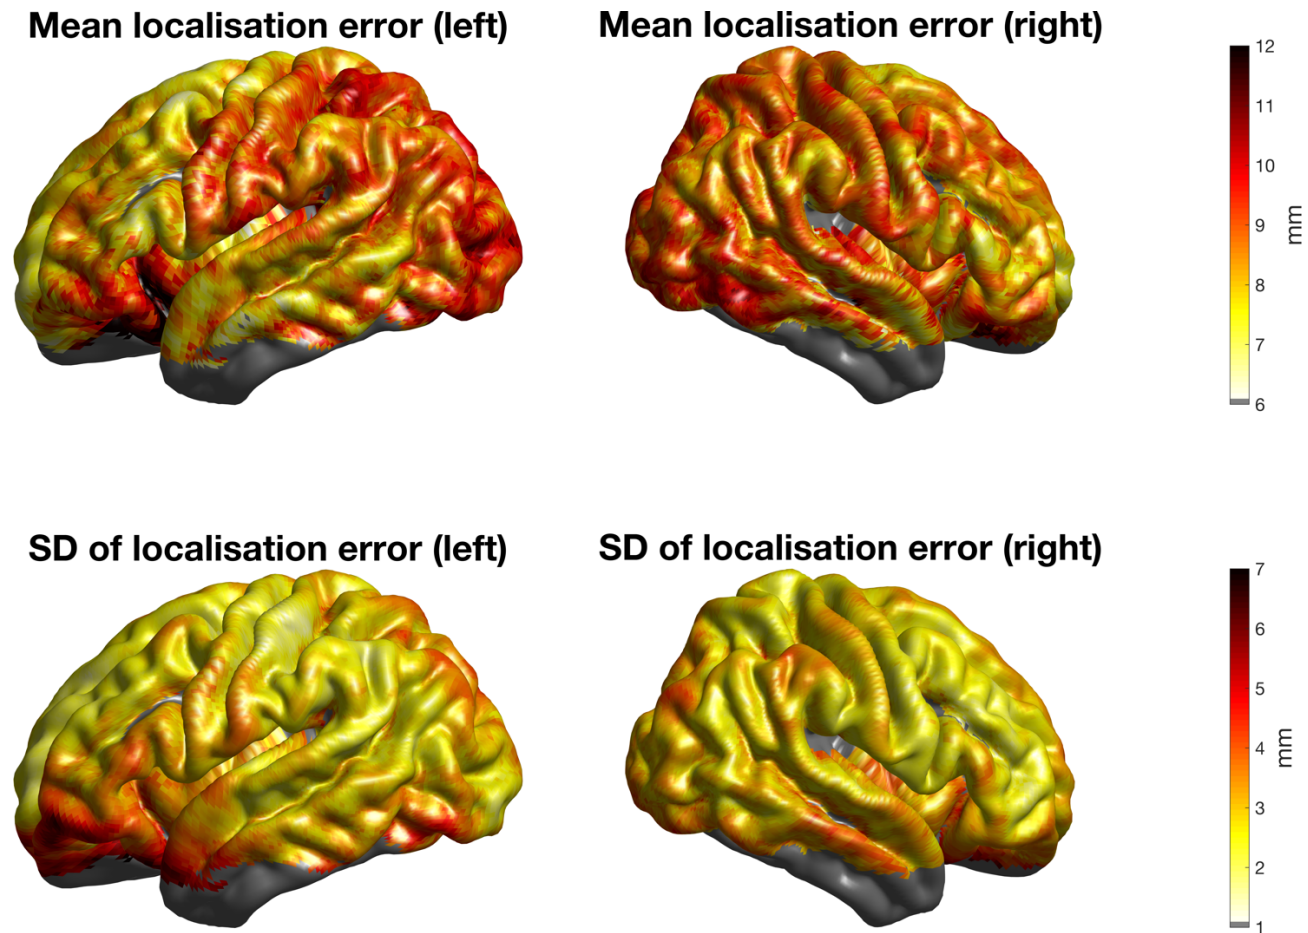 Mean localisation error (left)
Mean localisation error (right)
12
11
10
9
8
7
6
mm
SD of localisation error (left)
SD of localisation error (right)
7
6
5
4
3
2
1
mm